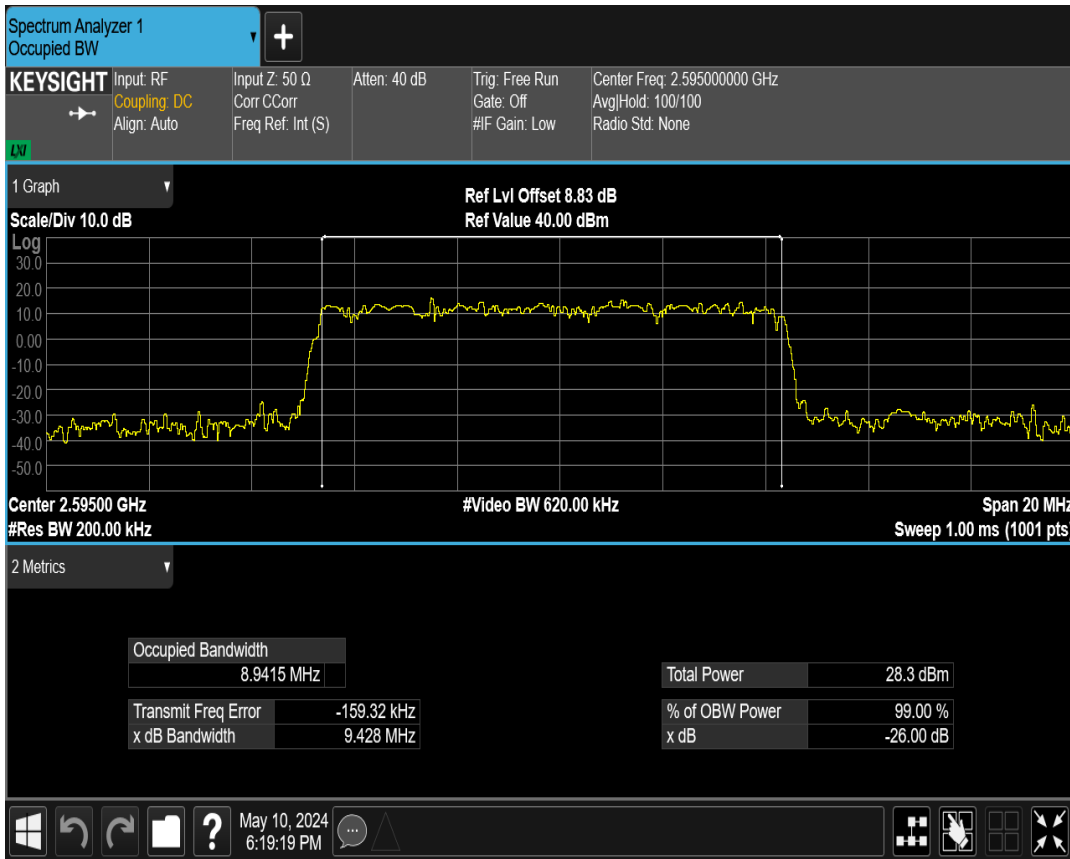 Spectrum Analyzer 1
Occupied BW
+
KEYSIGHT
LXI
Input: RF
Coupling: DC
Align: Auto
Input Z: 50 Ω
Corr CCorr
Freq Ref: Int (S)
Atten: 40 dB
Trig: Free Run
Gate: Off
#IF Gain: Low
Center Freq: 2.595000000 GHz
Avg|Hold: 100/100
Radio Std: None
1 Graph
Scale/Div 10.0 dB
Ref Lvl Offset 8.83 dB
Ref Value 40.00 dBm
Log
30.0
20.0
10.0
0.00
-10.0
-20.0
-30.0
-40.0
-50.0
Center 2.59500 GHz
#Res BW 200.00 kHz
#Video BW 620.00 kHz
Span 20 MHz
Sweep 1.00 ms (1001 pts)
2 Metrics
Occupied Bandwidth
8.9415 MHz
Transmit Freq Error -159.32 kHz
x dB Bandwidth 9.428 MHz
Total Power 28.3 dBm
% of OBW Power 99.00 %
x dB -26.00 dB
?
May 10, 2024
6:19:19 PM